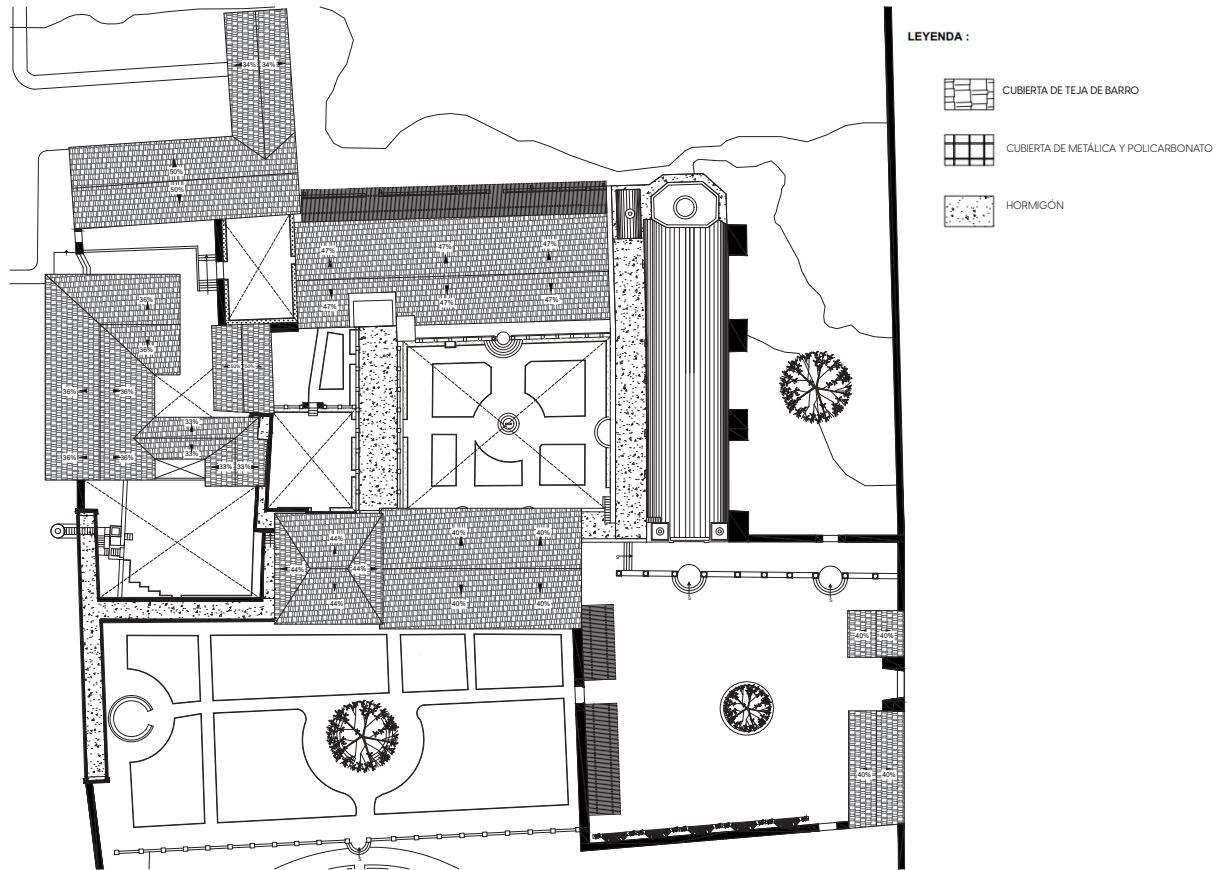 LEYENDA :
CUBIERTA DE TEJA DE BARRO
CUBIERTA DE METÁLICA Y POLICARBONATO
HORMIGÓN
34% 34%
50%
50%
47% 47% 47%
47% 47% 47%
36%
36%
36% 36%
33%
33%
36% 36%
33% 33%
44%
44% 44%
44%
40% 40%
40% 40%
S
S S
40% 40%
40% 40%
S